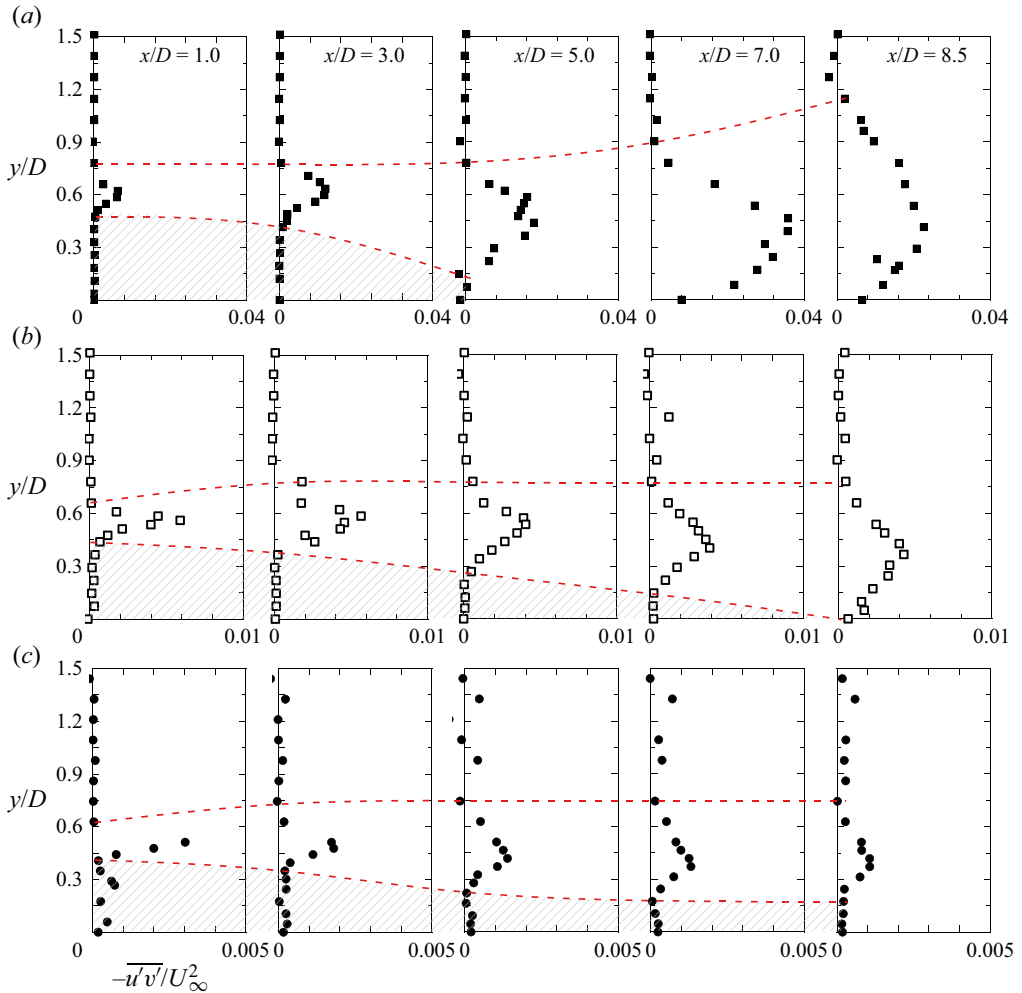 (a)
1.5
1.2
0.9
0.6
0.3
y/D
x/D = 1.0
x/D = 3.0
x/D = 5.0
x/D = 7.0
x/D = 8.5
0 0.04 0 0.04 0 0.04 0 0.04 0 0.04
(b)
1.5
1.2
0.9
0.6
0.3
y/D
0 0.01 0 0.01 0 0.01 0 0.01 0 0.01
(c)
1.5
1.2
0.9
0.6
0.3
y/D
0 0.005 0 0.005 0 0.005 0 0.005 0 0.005
−u′v′/U∞²